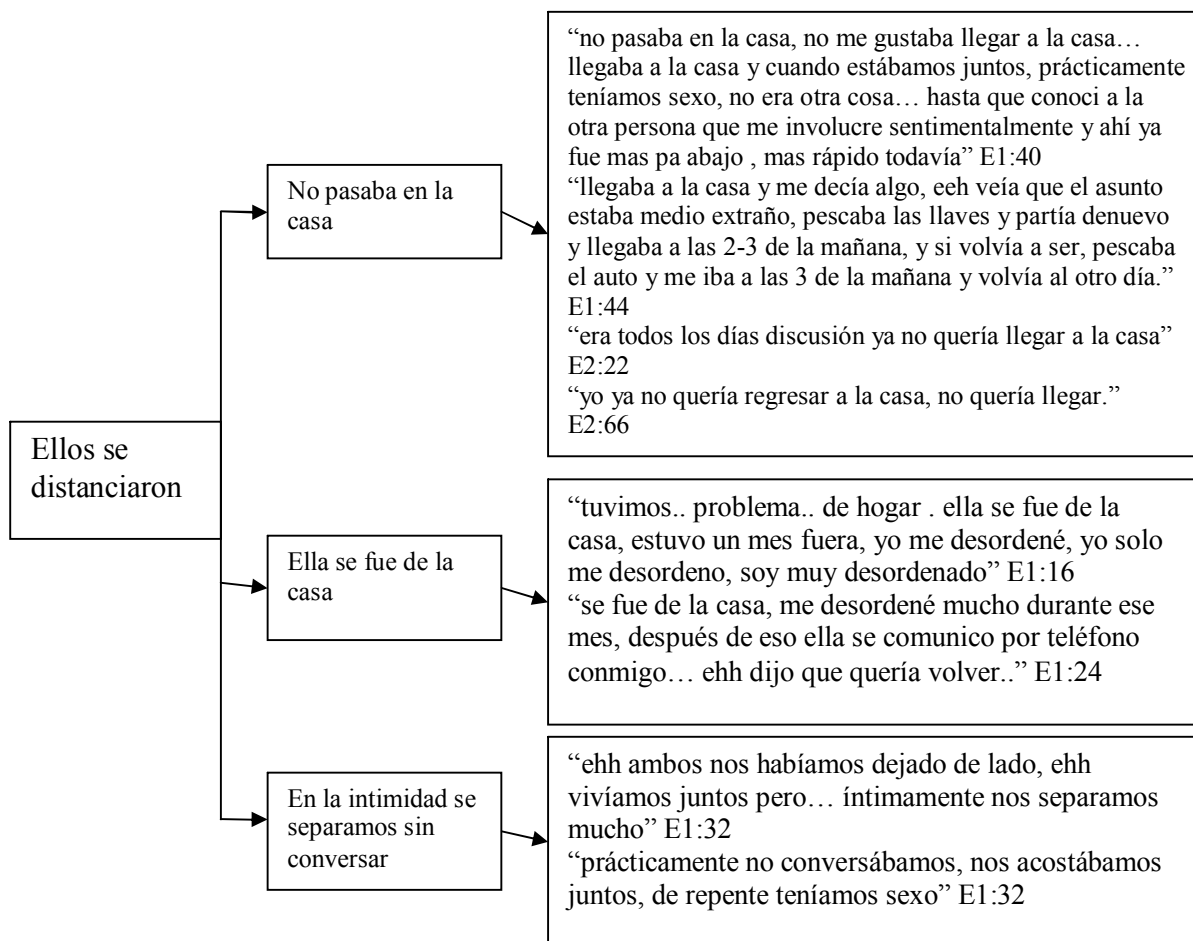 Ellos se
distanciaron
No pasaba en la
casa
“no pasaba en la casa, no me gustaba llegar a la casa…
llegaba a la casa y cuando estábamos juntos, prácticamente
teníamos sexo, no era otra cosa… hasta que conoci a la
otra persona que me involucre sentimentalmente y ahí ya
fue mas pa abajo , mas rápido todavía” E1:40
“llegaba a la casa y me decía algo, eeh veía que el asunto
estaba medio extraño, pescaba las llaves y partía denuevo
y llegaba a las 2-3 de la mañana, y si volvía a ser, pescaba
el auto y me iba a las 3 de la mañana y volvía al otro día.”
E1:44
“era todos los días discusión ya no quería llegar a la casa”
E2:22
“yo ya no quería regresar a la casa, no quería llegar.”
E2:66
Ella se fue de la
casa
“tuvimos.. problema.. de hogar . ella se fue de la
casa, estuvo un mes fuera, yo me desordené, yo solo
me desordeno, soy muy desordenado” E1:16
“se fue de la casa, me desordené mucho durante ese
mes, después de eso ella se comunico por teléfono
conmigo… ehh dijo que quería volver..” E1:24
En la intimidad se
separamos sin
conversar
“ehh ambos nos habíamos dejado de lado, ehh
vivíamos juntos pero… íntimamente nos separamos
mucho” E1:32
“prácticamente no conversábamos, nos acostábamos
juntos, de repente teníamos sexo” E1:32